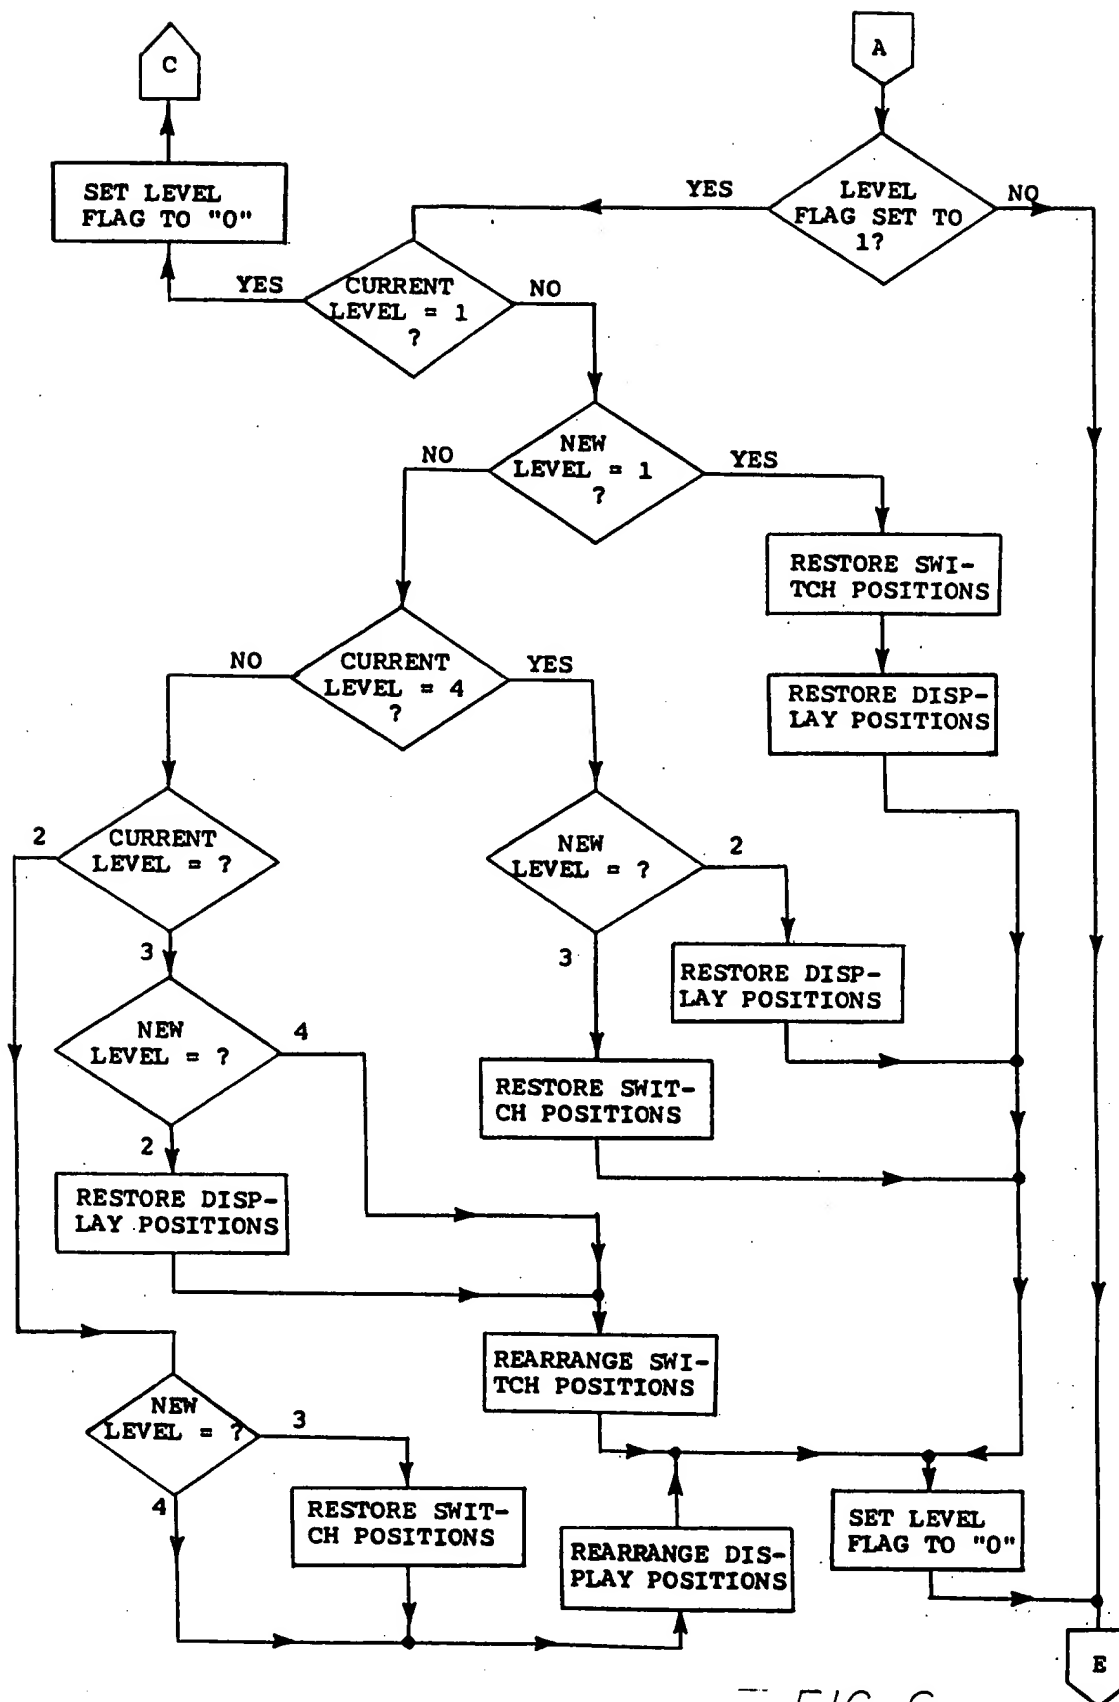 C
A
SET LEVEL
FLAG TO "0"
YES
LEVEL
FLAG SET TO
1?
NO
YES
CURRENT
LEVEL = 1
?
NO
NEW
LEVEL = 1
?
NO
YES
RESTORE SWI-
TCH POSITIONS
CURRENT
LEVEL = 4
?
NO
YES
RESTORE DISP-
LAY POSITIONS
2
CURRENT
LEVEL = ?
3
NEW
LEVEL = ?
2
3
RESTORE DISP-
LAY POSITIONS
NEW
LEVEL = ?
4
2
RESTORE SWIT-
CH POSITIONS
RESTORE DISP-
LAY POSITIONS
REARRANGE SWI-
TCH POSITIONS
NEW
LEVEL = ?
3
4
RESTORE SWIT-
CH POSITIONS
REARRANGE DIS-
PLAY POSITIONS
SET LEVEL
FLAG TO "0"
E